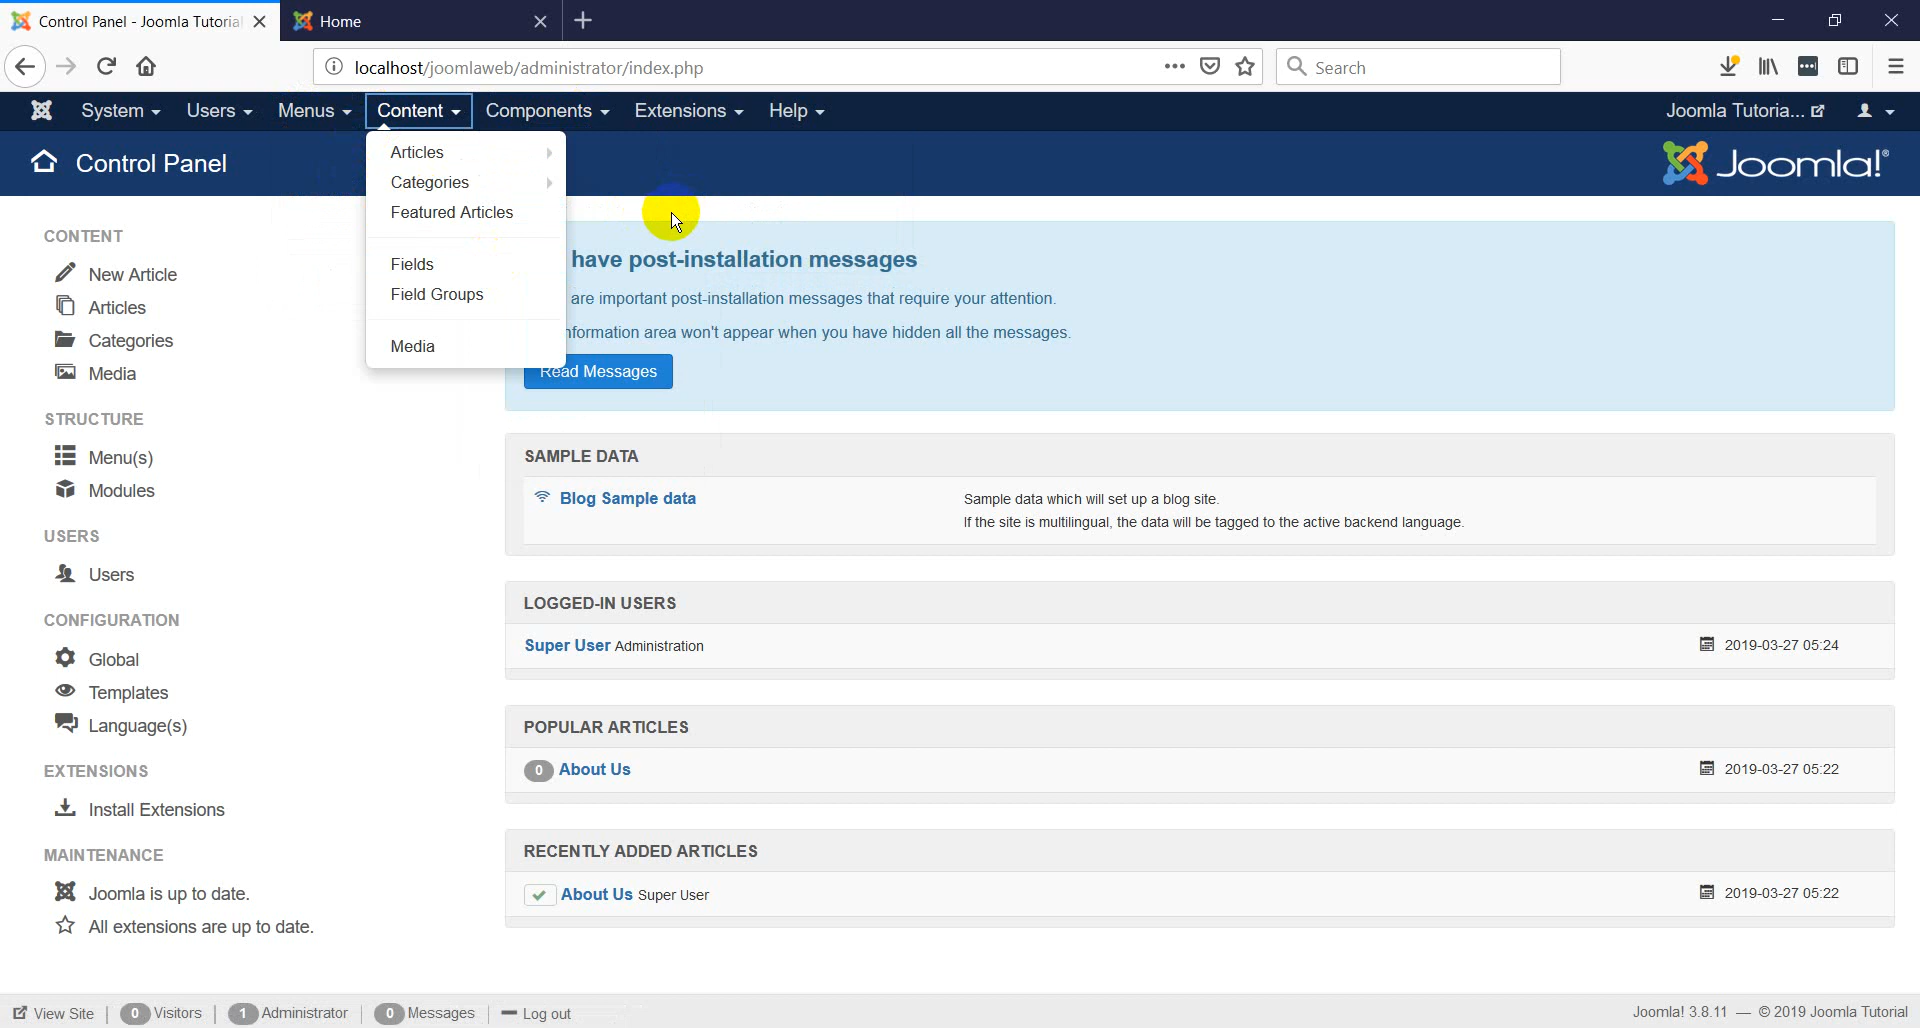 Control Panel - Joomla Tutorial
Home
localhost/joomlaweb/administrator/index.php
Search
System
Users
Menus
Content
Components
Extensions
Help
Joomla Tutoria...
Control Panel
Joomla!®
Articles
Categories
Featured Articles
Fields
Field Groups
Media
CONTENT
New Article
Articles
Categories
Media
STRUCTURE
Menu(s)
Modules
USERS
Users
CONFIGURATION
Global
Templates
Language(s)
EXTENSIONS
Install Extensions
MAINTENANCE
Joomla is up to date.
All extensions are up to date.
have post-installation messages
are important post-installation messages that require your attention.
information area won't appear when you have hidden all the messages.
Read Messages
SAMPLE DATA
Blog Sample data
Sample data which will set up a blog site.
If the site is multilingual, the data will be tagged to the active backend language.
LOGGED-IN USERS
Super User Administration
2019-03-27 05:24
POPULAR ARTICLES
0 About Us
2019-03-27 05:22
RECENTLY ADDED ARTICLES
About Us Super User
2019-03-27 05:22
View Site
0 Visitors
1 Administrator
0 Messages
Log out
Joomla! 3.8.11 — © 2019 Joomla Tutorial